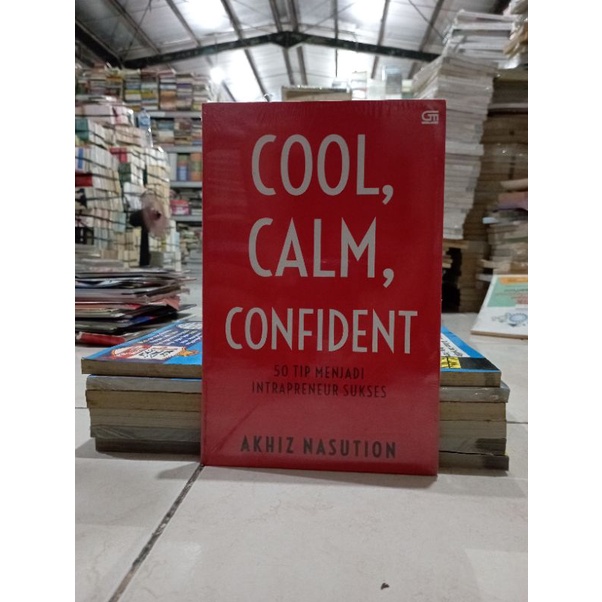 COOL,
CALM,
CONFIDENT
50 TIP MENJADI
INTRAPRENEUR SUKSES
AKHIZ NASUTION